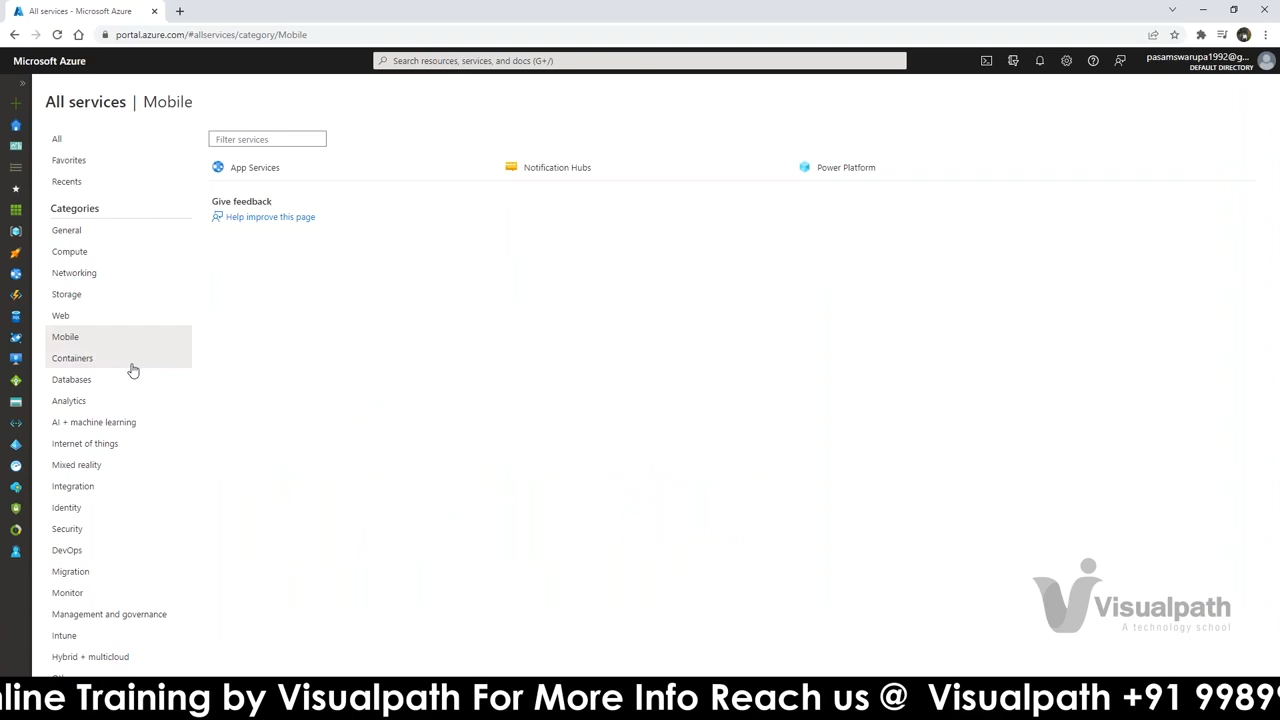 All services - Microsoft Azure
portal.azure.com/#allservices/category/Mobile
Microsoft Azure
Search resources, services, and docs (G+/)
pasamswarupa1992@g...
DEFAULT DIRECTORY
All services | Mobile
All
Favorites
Recents
Categories
General
Compute
Networking
Storage
Web
Mobile
Containers
Databases
Analytics
AI + machine learning
Internet of things
Mixed reality
Integration
Identity
Security
DevOps
Migration
Monitor
Management and governance
Intune
Hybrid + multicloud
Filter services
App Services
Notification Hubs
Power Platform
Give feedback
Help improve this page
Visualpath
A technology school
nline Training by Visualpath For More Info Reach us @ Visualpath +91 9989